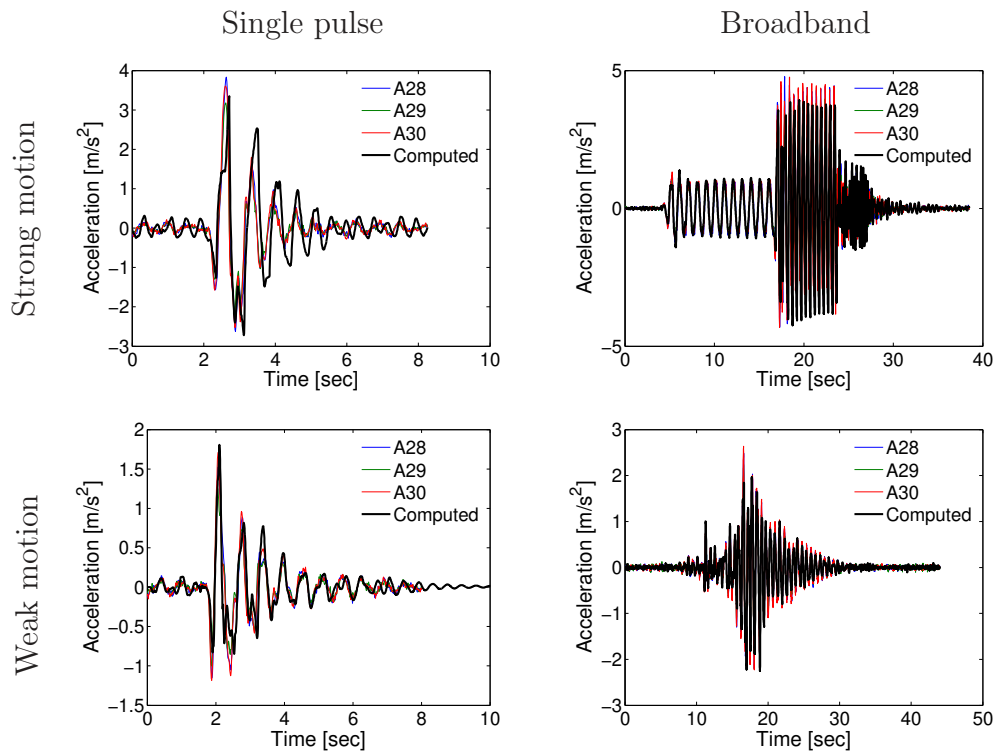 Single pulse
Broadband
Strong motion
Weak motion
Acceleration [m/s²]
4
3
2
1
0
−1
−2
−3
0 2 4 6 8 10
Time [sec]
A28
A29
A30
Computed
Acceleration [m/s²]
5
0
−5
0 10 20 30 40
Time [sec]
A28
A29
A30
Computed
Acceleration [m/s²]
2
1.5
1
0.5
0
−0.5
−1
−1.5
0 2 4 6 8 10
Time [sec]
A28
A29
A30
Computed
Acceleration [m/s²]
3
2
1
0
−1
−2
−3
0 10 20 30 40 50
Time [sec]
A28
A29
A30
Computed